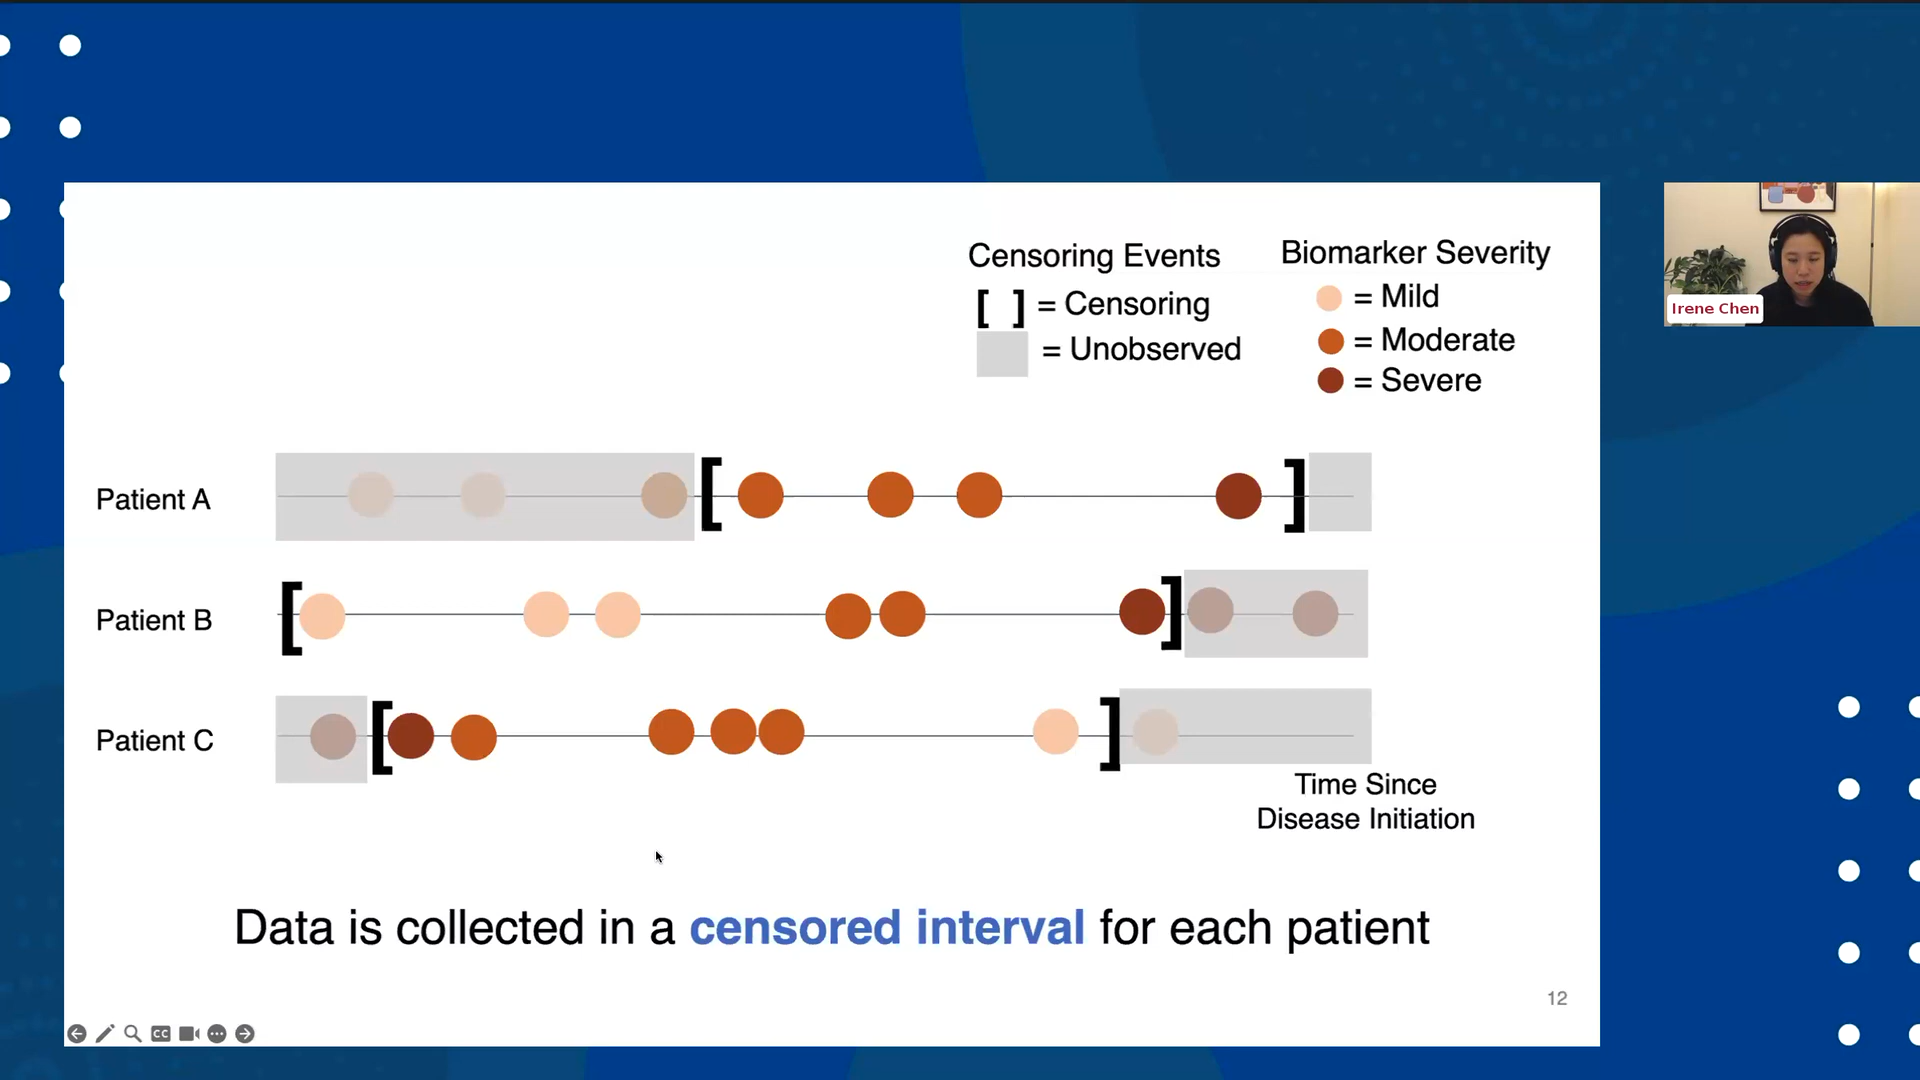 Censoring Events
[ ] = Censoring
= Unobserved
Biomarker Severity
= Mild
= Moderate
= Severe
Irene Chen
Patient A
[ ]
Patient B
[ ]
Patient C
[ ]
Time Since
Disease Initiation
Data is collected in a censored interval for each patient
12
CC